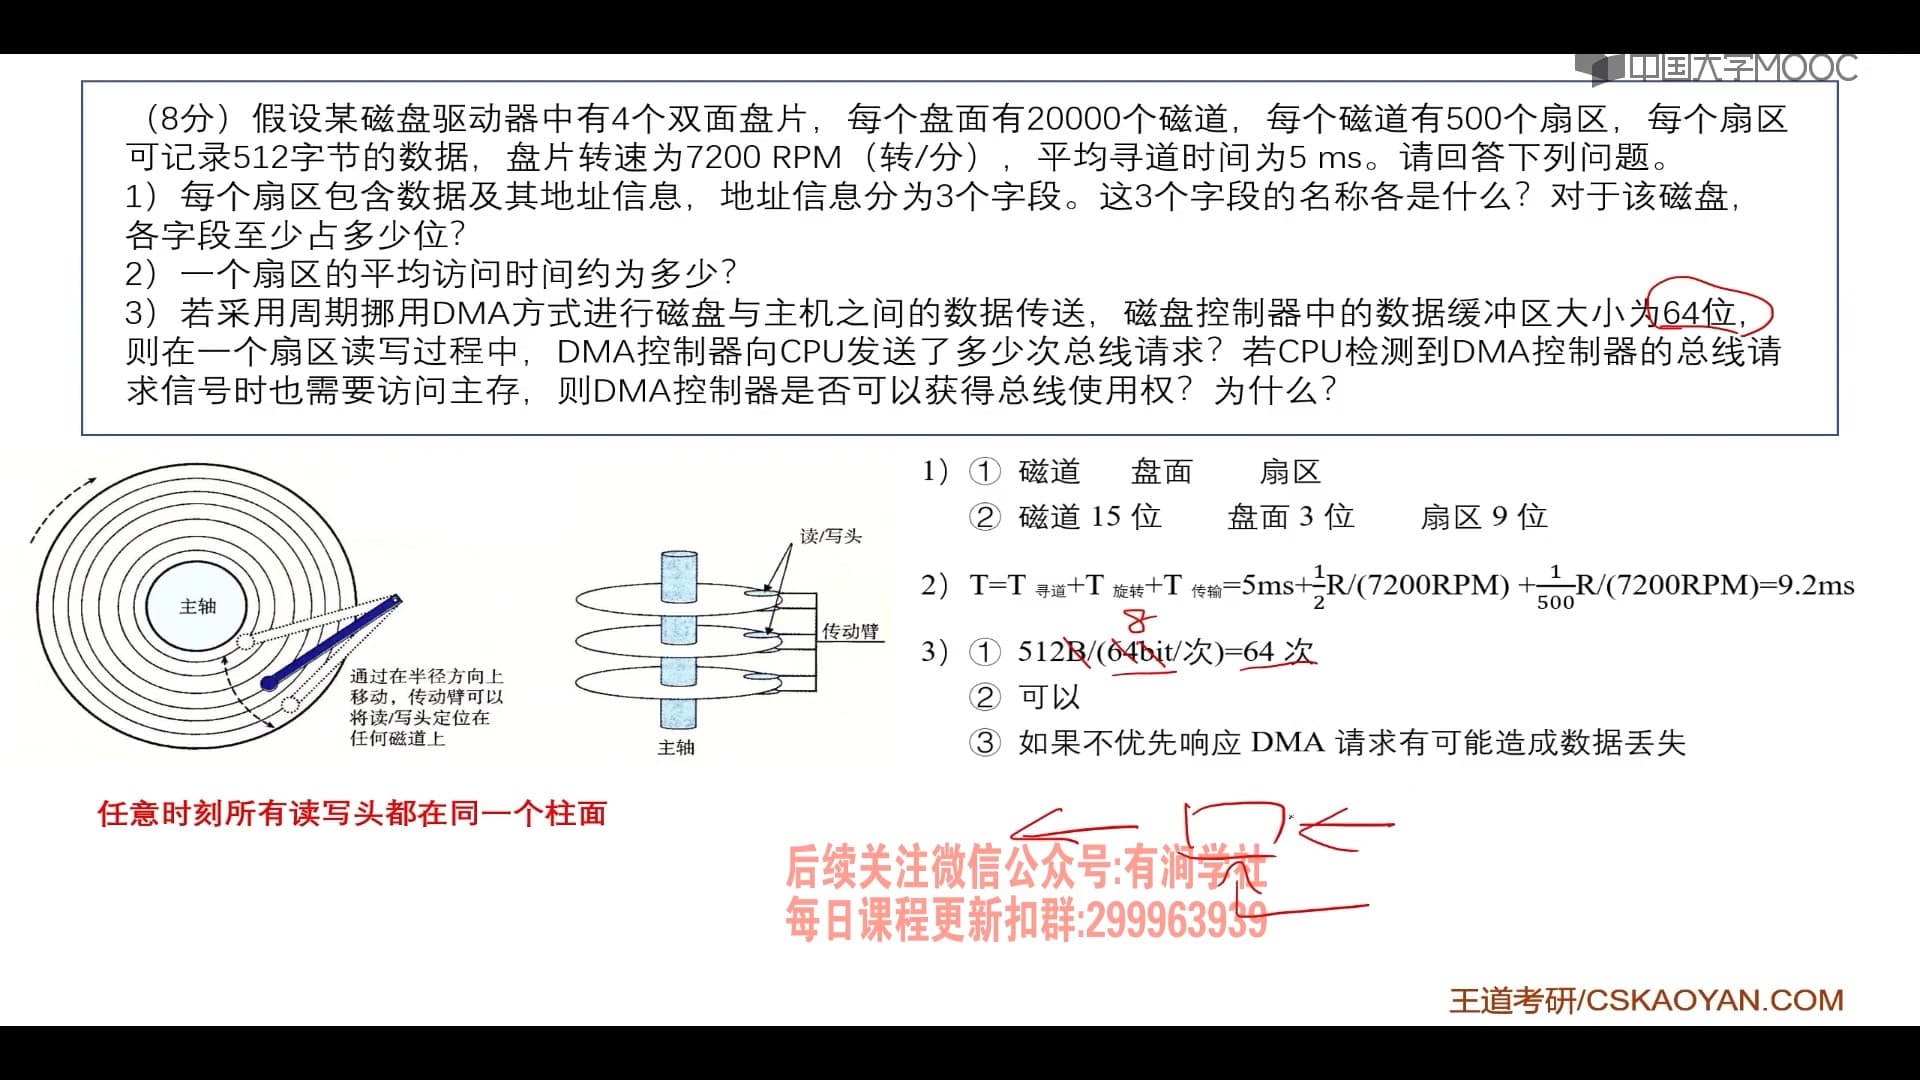 中国大学MOOC
（8分）假设某磁盘驱动器中有4个双面盘片，每个盘面有20000个磁道，每个磁道有500个扇区，每个扇区
可记录512字节的数据，盘片转速为7200 RPM（转/分），平均寻道时间为5 ms。请回答下列问题。
1）每个扇区包含数据及其地址信息，地址信息分为3个字段。这3个字段的名称各是什么？对于该磁盘，
各字段至少占多少位？
2）一个扇区的平均访问时间约为多少？
3）若采用周期挪用DMA方式进行磁盘与主机之间的数据传送，磁盘控制器中的数据缓冲区大小为64位，
则在一个扇区读写过程中，DMA控制器向CPU发送了多少次总线请求？若CPU检测到DMA控制器的总线请
求信号时也需要访问主存，则DMA控制器是否可以获得总线使用权？为什么？
主轴
通过在半径方向上
移动，传动臂可以
将读/写头定位在
任何磁道上
读/写头
传动臂
主轴
任意时刻所有读写头都在同一个柱面
1）① 磁道 盘面 扇区
② 磁道 15 位 盘面 3 位 扇区 9 位
2）T=T 寻道+T 旋转+T 传输=5ms+1/2R/(7200RPM) +1/500R/(7200RPM)=9.2ms
8
3）① 512B/(64bit/次)=64 次
② 可以
③ 如果不优先响应 DMA 请求有可能造成数据丢失
后续关注微信公众号:有涧学社
每日课程更新扣群:299963939
王道考研/CSKAOYAN.COM